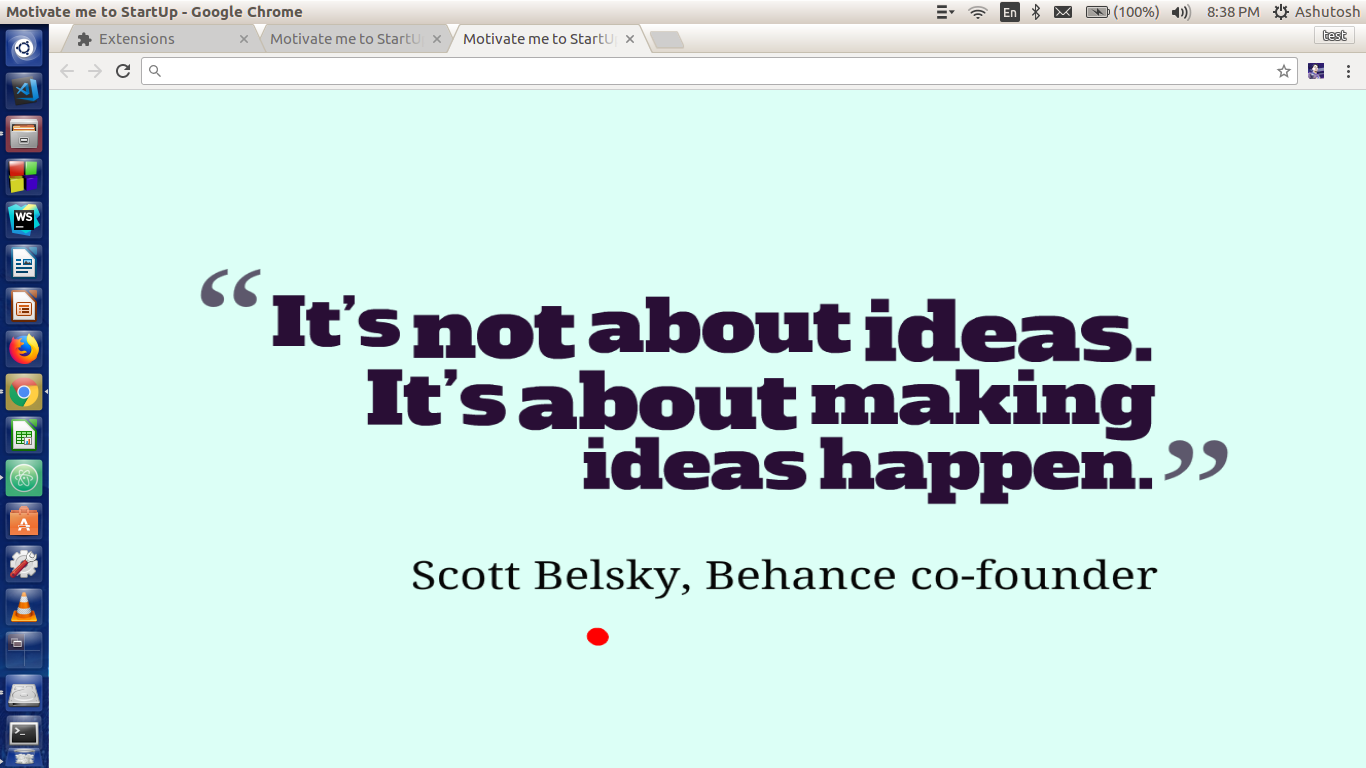 Motivate me to StartUp - Google Chrome
En
(100%)
8:38 PM
Ashutosh
Extensions
Motivate me to StartU
Motivate me to StartU
test
WS
“It’s not about ideas.
It’s about making
ideas happen.”
Scott Belsky, Behance co-founder